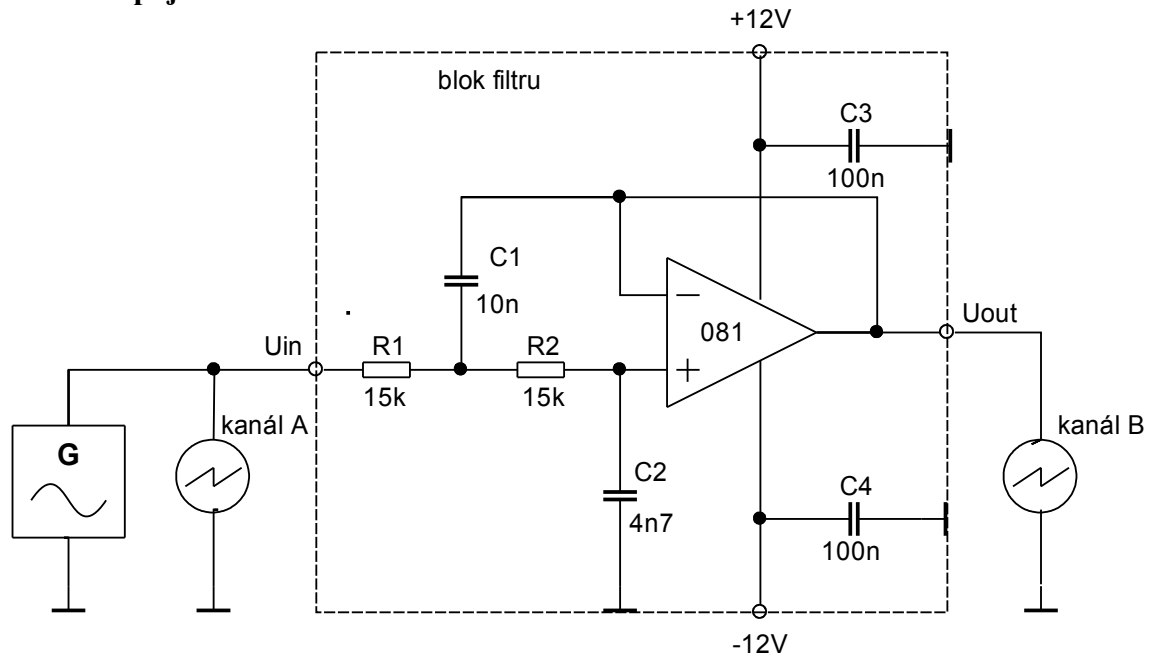 +12V
blok filtru
C3
100n
C1
10n
081
Uout
Uin
R1
R2
15k
15k
kanál A
kanál B
G
C2
4n7
C4
100n
-12V